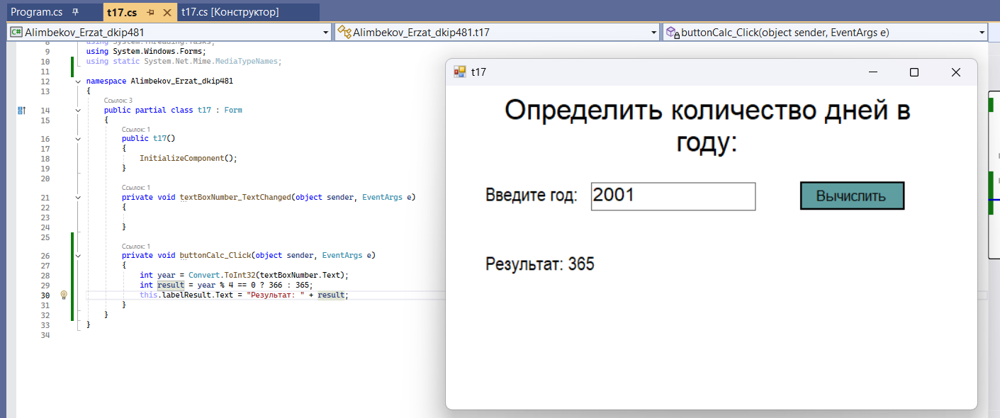 Program.cs
t17.cs
t17.cs [Конструктор]
C# Alimbekov_Erzat_dkip481
Alimbekov_Erzat_dkip481.t17
buttonCalc_Click(object sender, EventArgs e)
8 using System.Threading.Tasks;
9 using System.Windows.Forms;
10 using static System.Net.Mime.MediaTypeNames;
11
12 namespace Alimbekov_Erzat_dkip481
13 {
Ссылок: 3
14 public partial class t17 : Form
15 {
Ссылок: 1
16 public t17()
17 {
18 InitializeComponent();
19 }
20
Ссылок: 1
21 private void textBoxNumber_TextChanged(object sender, EventArgs e)
22 {
23
24 }
25
Ссылок: 1
26 private void buttonCalc_Click(object sender, EventArgs e)
27 {
28 int year = Convert.ToInt32(textBoxNumber.Text);
29 int result = year % 4 == 0 ? 366 : 365;
30 this.labelResult.Text = "Результат: " + result;
31 }
32 }
33 }
34
t17
Определить количество дней в
году:
Введите год: 2001 Вычислить
Результат: 365